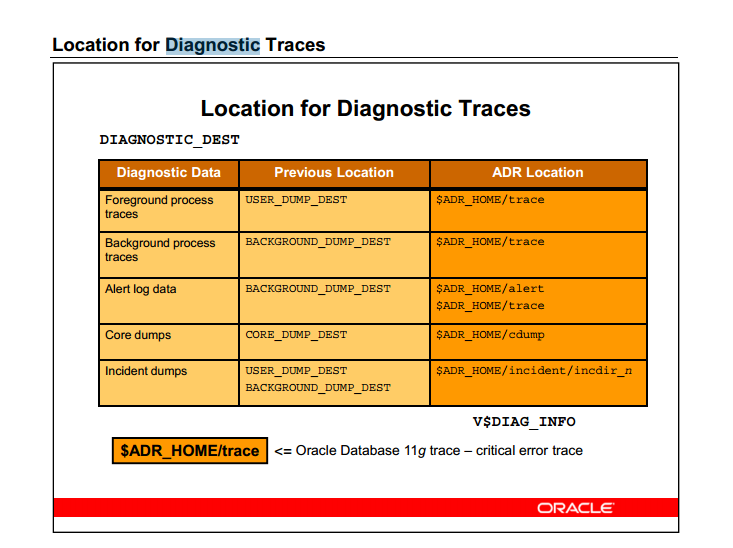 Location for Diagnostic Traces
Location for Diagnostic Traces
DIAGNOSTIC_DEST
Diagnostic Data Previous Location ADR Location
Foreground process traces USER_DUMP_DEST $ADR_HOME/trace
Background process traces BACKGROUND_DUMP_DEST $ADR_HOME/trace
Alert log data BACKGROUND_DUMP_DEST $ADR_HOME/alert
$ADR_HOME/trace
Core dumps CORE_DUMP_DEST $ADR_HOME/cdump
Incident dumps USER_DUMP_DEST $ADR_HOME/incident/incdir_n
BACKGROUND_DUMP_DEST
V$DIAG_INFO
$ADR_HOME/trace <= Oracle Database 11g trace – critical error trace
ORACLE